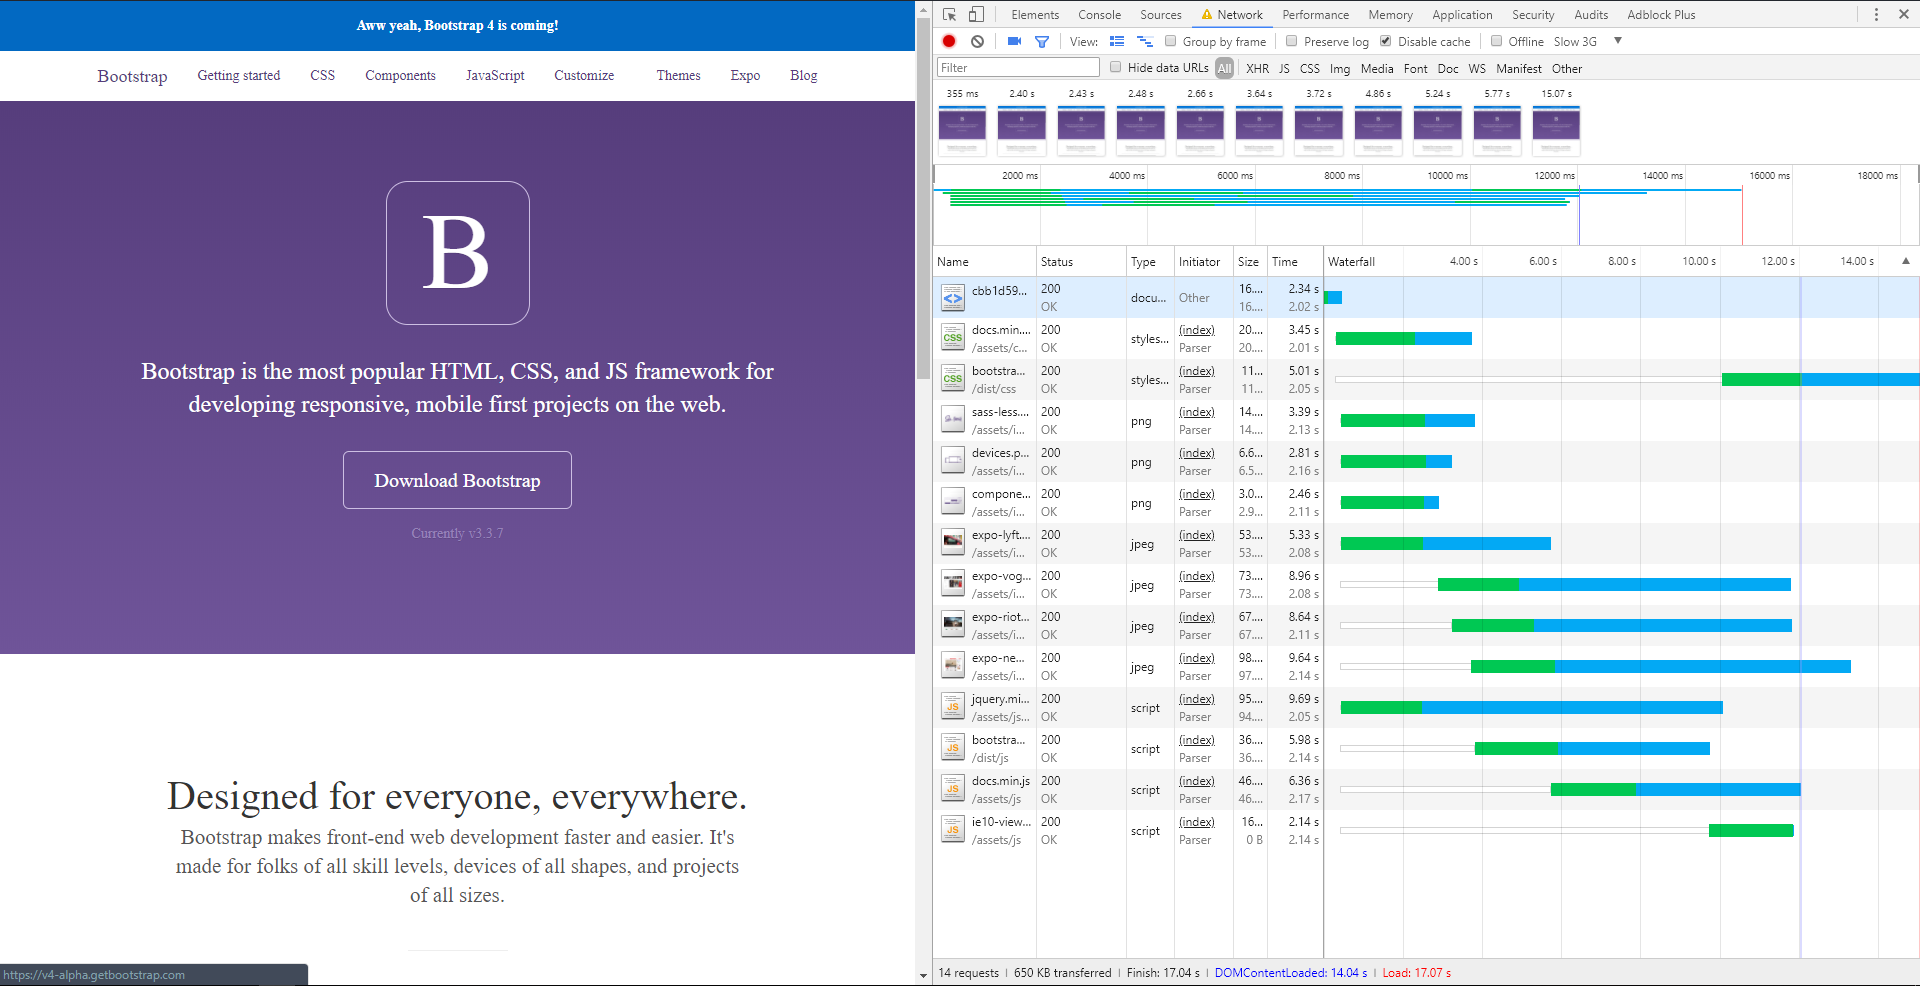 Aww yeah, Bootstrap 4 is coming!
Bootstrap Getting started CSS Components JavaScript Customize Themes Expo Blog
B
Bootstrap is the most popular HTML, CSS, and JS framework for
developing responsive, mobile first projects on the web.
Download Bootstrap
Currently v3.3.7
Designed for everyone, everywhere.
Bootstrap makes front-end web development faster and easier. It's
made for folks of all skill levels, devices of all shapes, and projects
of all sizes.
https://v4-alpha.getbootstrap.com
Elements Console Sources Network Performance Memory Application Security Audits Adblock Plus
View: Group by frame Preserve log Disable cache Offline Slow 3G
Filter Hide data URLs All XHR JS CSS Img Media Font Doc WS Manifest Other
355 ms 2.40 s 2.43 s 2.48 s 2.66 s 3.64 s 3.72 s 4.86 s 5.24 s 5.77 s 15.07 s
2000 ms 4000 ms 6000 ms 8000 ms 10000 ms 12000 ms 14000 ms 16000 ms 18000 ms
Name Status Type Initiator Size Time Waterfall 4.00 s 6.00 s 8.00 s 10.00 s 12.00 s 14.00 s
cbb1d59... 200 docu... Other 16.... 2.34 s
OK 16.... 2.02 s
docs.min.... 200 styles... (index) 20.... 3.45 s
/assets/c... OK Parser 20.... 2.01 s
bootstra... 200 styles... (index) 11... 5.01 s
/dist/css OK Parser 11... 2.05 s
sass-less.... 200 png (index) 14.... 3.39 s
/assets/i... OK Parser 14.... 2.13 s
devices.p... 200 png (index) 6.6... 2.81 s
/assets/i... OK Parser 6.5... 2.16 s
compone... 200 png (index) 3.0... 2.46 s
/assets/i... OK Parser 2.9... 2.11 s
expo-lyft.... 200 jpeg (index) 53.... 5.33 s
/assets/i... OK Parser 53.... 2.08 s
expo-vog... 200 jpeg (index) 73.... 8.96 s
/assets/i... OK Parser 73.... 2.08 s
expo-riot... 200 jpeg (index) 67.... 8.64 s
/assets/i... OK Parser 67.... 2.11 s
expo-ne... 200 jpeg (index) 98.... 9.64 s
/assets/i... OK Parser 97.... 2.14 s
jquery.mi... 200 script (index) 95.... 9.69 s
/assets/js... OK Parser 94.... 2.05 s
bootstra... 200 script (index) 36.... 5.98 s
/dist/js OK Parser 36.... 2.14 s
docs.min.js 200 script (index) 46.... 6.36 s
/assets/js OK Parser 46.... 2.17 s
ie10-view... 200 script (index) 16... 2.14 s
/assets/js OK Parser 0 B 2.14 s
14 requests | 650 KB transferred | Finish: 17.04 s | DOMContentLoaded: 14.04 s | Load: 17.07 s